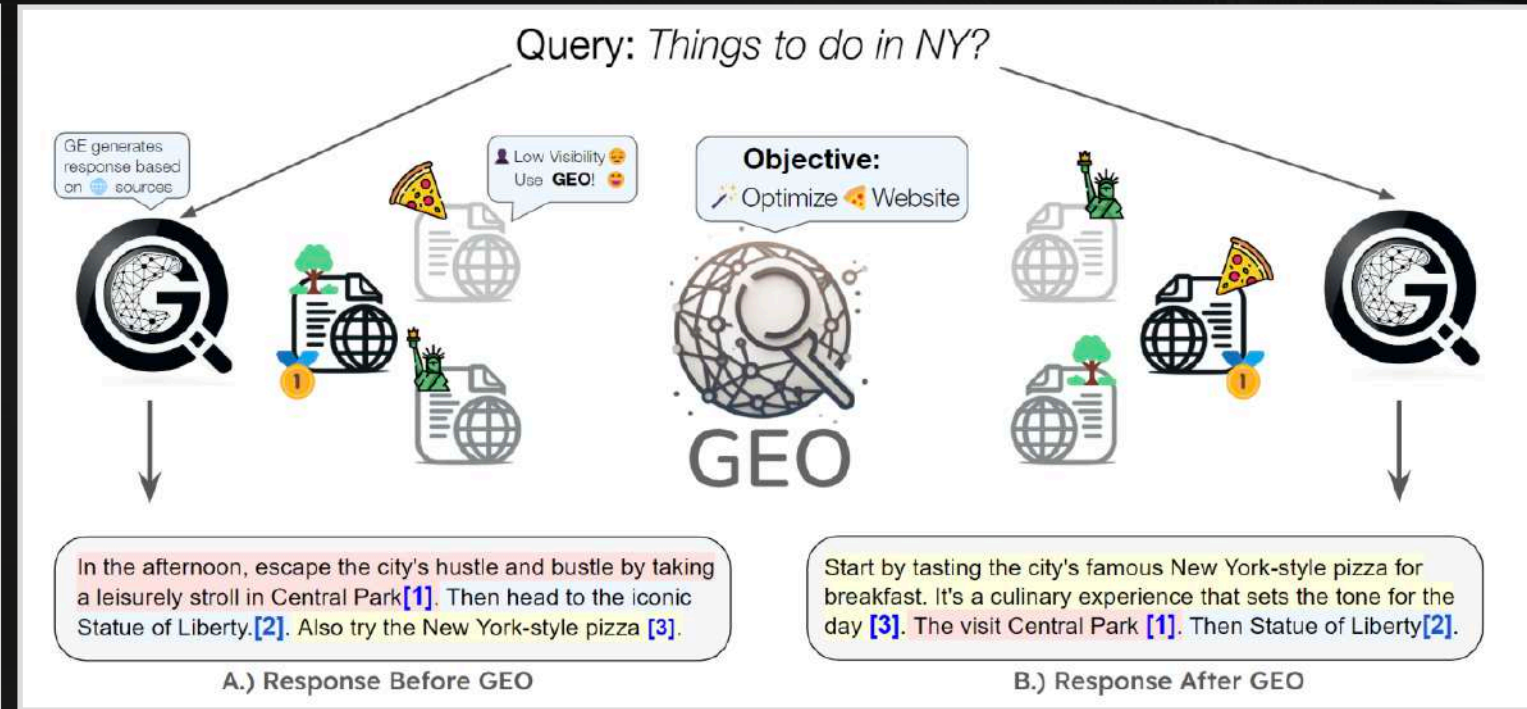 Query: Things to do in NY?
GE generates
response based
on 🌐 sources
👤 Low Visibility 😔
Use GEO! 🤩
Objective:
🪄 Optimize 🍕 Website
G
1
GEO
1
G
In the afternoon, escape the city's hustle and bustle by taking
a leisurely stroll in Central Park[1]. Then head to the iconic
Statue of Liberty.[2]. Also try the New York-style pizza [3].
A.) Response Before GEO
Start by tasting the city's famous New York-style pizza for
breakfast. It's a culinary experience that sets the tone for the
day [3]. The visit Central Park [1]. Then Statue of Liberty[2].
B.) Response After GEO